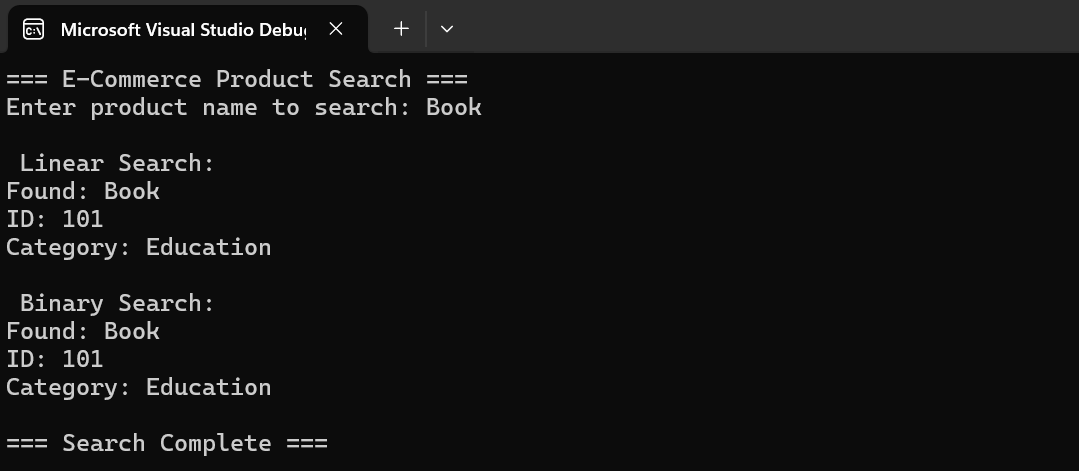 Microsoft Visual Studio Debu
=== E-Commerce Product Search ===
Enter product name to search: Book
Linear Search:
Found: Book
ID: 101
Category: Education
Binary Search:
Found: Book
ID: 101
Category: Education
=== Search Complete ===